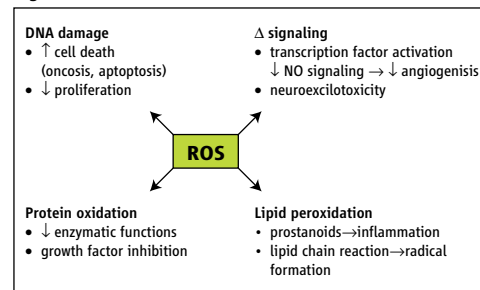 DNA damage
• ↑ cell death
(oncosis, aptoptosis)
• ↓ proliferation
Δ signaling
• transcription factor activation
↓ NO signaling → ↓ angiogenisis
• neuroexcilotoxicity
ROS
Protein oxidation
• ↓ enzymatic functions
• growth factor inhibition
Lipid peroxidation
• prostanoids→inflammation
• lipid chain reaction→radical
formation